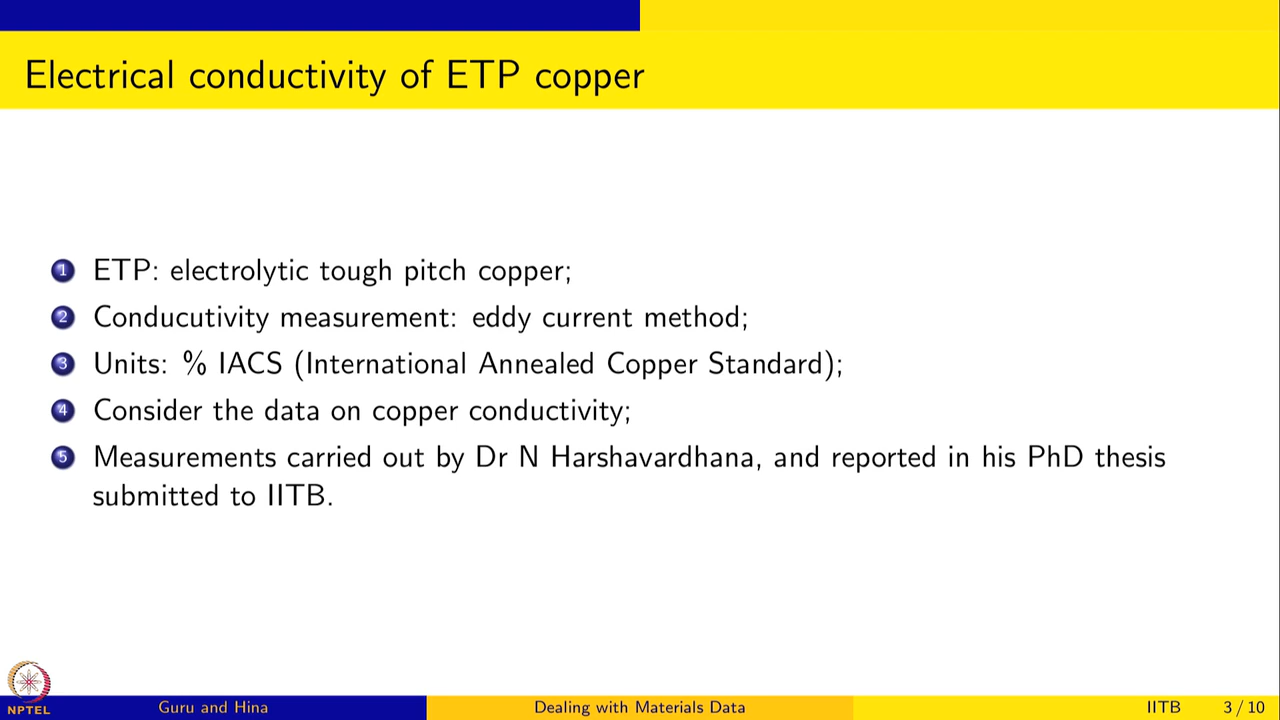 Electrical conductivity of ETP copper
1 ETP: electrolytic tough pitch copper;
2 Conducutivity measurement: eddy current method;
3 Units: % IACS (International Annealed Copper Standard);
4 Consider the data on copper conductivity;
5 Measurements carried out by Dr N Harshavardhana, and reported in his PhD thesis
submitted to IITB.
NPTEL
Guru and Hina Dealing with Materials Data IITB 3 / 10